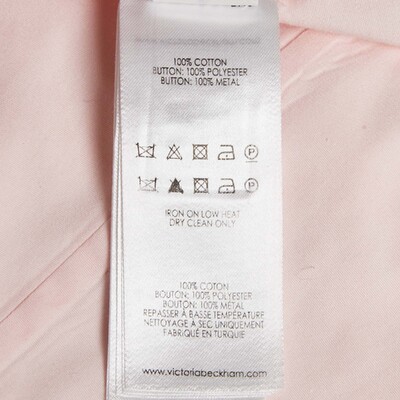 100% COTTON
BUTTON: 100% POLYESTER
BUTTON: 100% METAL
IRON ON LOW HEAT
DRY CLEAN ONLY
100% COTON
BOUTON: 100% POLYESTER
BOUTON: 100% MÉTAL
REPASSER À BASSE TEMPÉRATURE
NETTOYAGE À SEC UNIQUEMENT
FABRIQUÉ EN TURQUIE
www.victoriabeckham.com